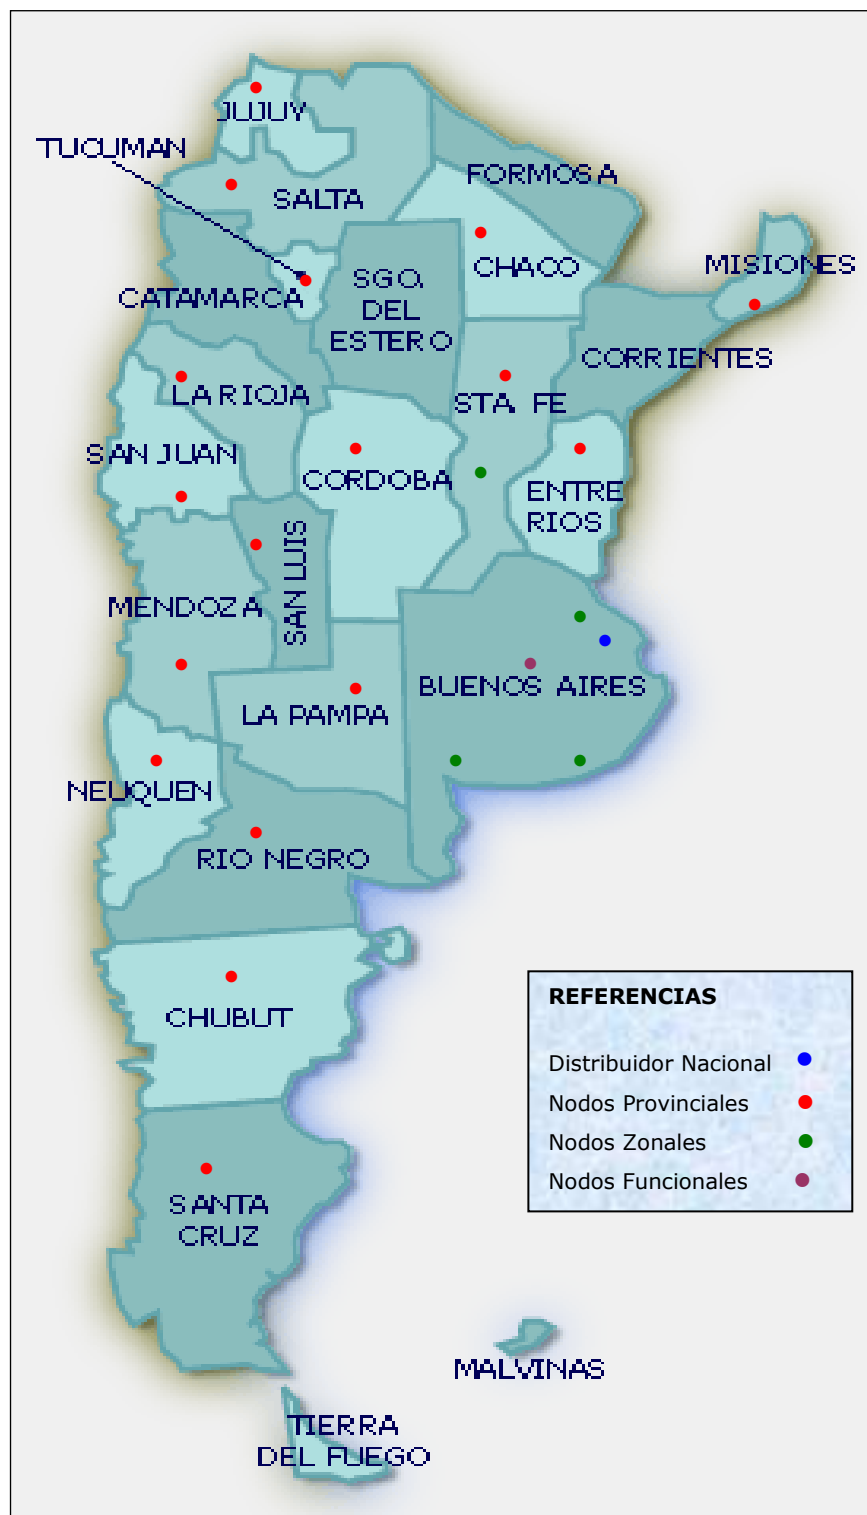 JUJUY
TUCUMAN
FORMOSA
SALTA
MISIONES
CHACO
SGO.
DEL
ESTERO
CATAMARCA
CORRIENTES
LA RIOJA
STA. FE
SAN JUAN
CORDOBA
ENTRE
RIOS
SAN LUIS
MENDOZA
BUENOS AIRES
LA PAMPA
NEUQUEN
RIO NEGRO
CHUBUT
REFERENCIAS
Distribuidor Nacional
Nodos Provinciales
Nodos Zonales
Nodos Funcionales
SANTA
CRUZ
MALVINAS
TIERRA
DEL FUEGO